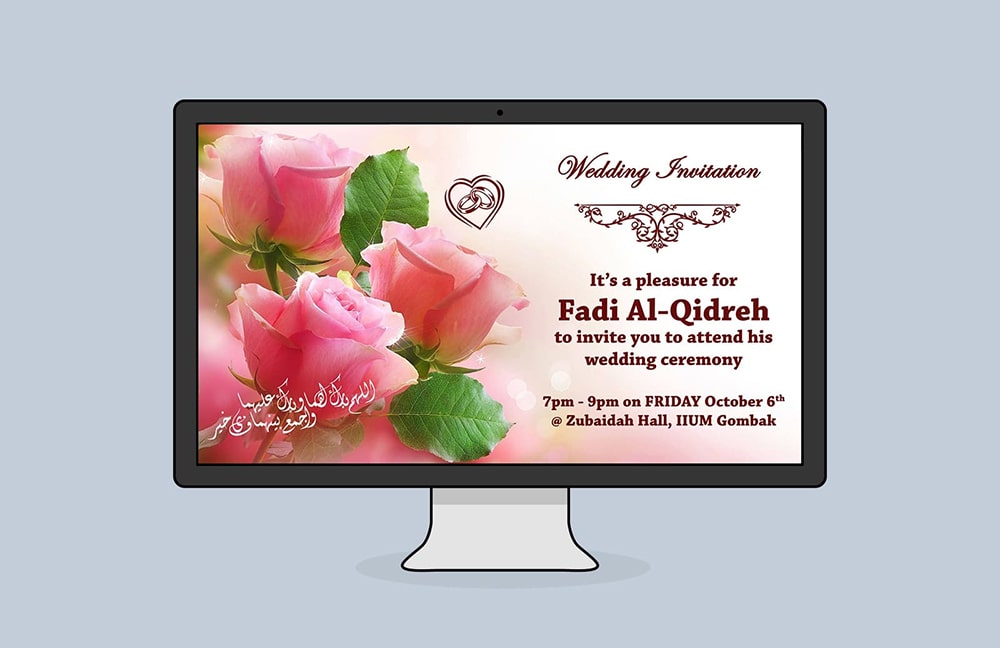 Wedding Invitation
It's a pleasure for
Fadi Al-Qidreh
to invite you to attend his
wedding ceremony
7pm - 9pm on FRIDAY October 6th
@ Zubaidah Hall, IIUM Gombak
اللهم بارك لهما وبارك عليهما
واجمع بينهما في خير